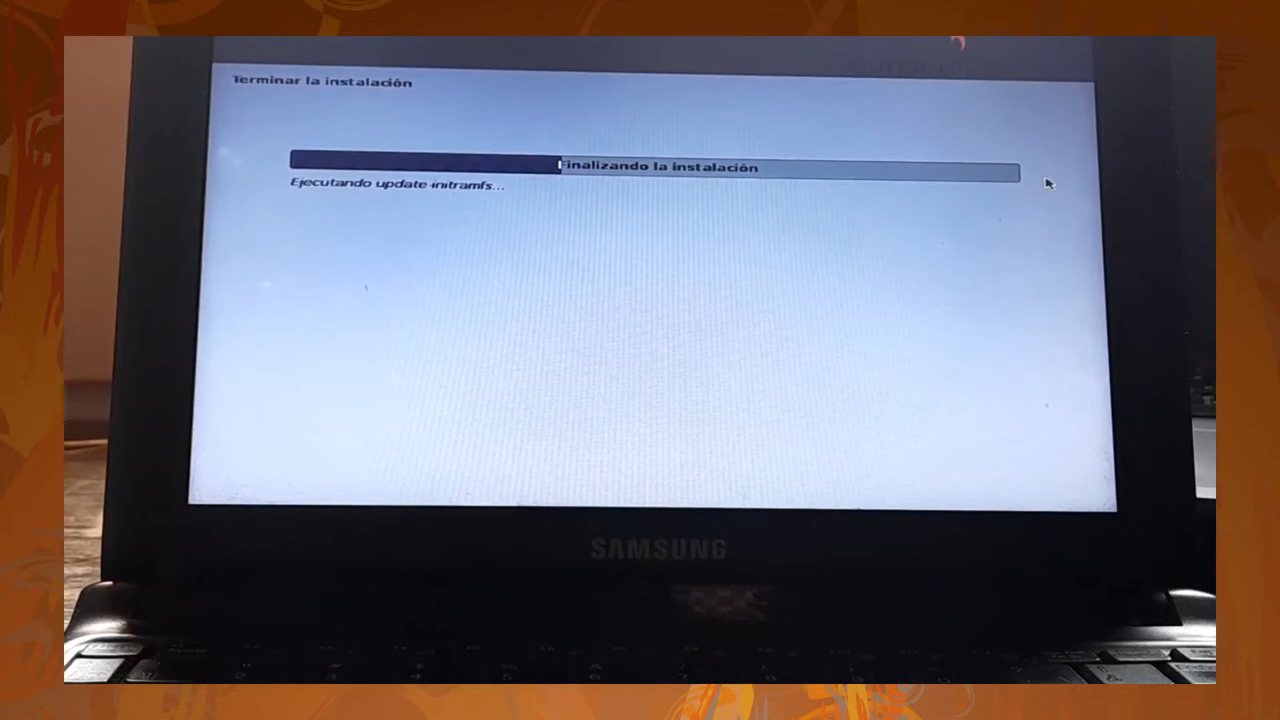 Terminar la instalación
Finalizando la instalación
Ejecutando update-initramfs...
SAMSUNG